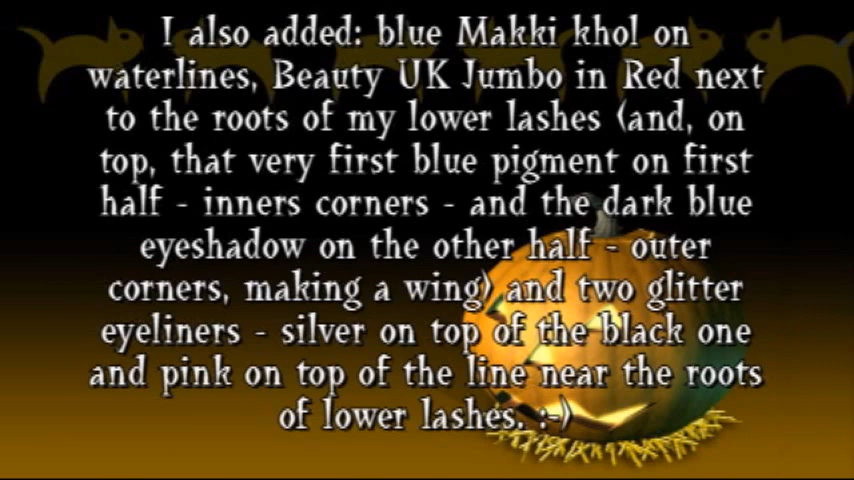 I also added: blue Makki khol on
waterlines, Beauty UK Jumbo in Red next
to the roots of my lower lashes (and, on
top, that very first blue pigment on first
half - inners corners - and the dark blue
eyeshadow on the other half - outer
corners, making a wing) and two glitter
eyeliners - silver on top of the black one
and pink on top of the line near the roots
of lower lashes. :-)